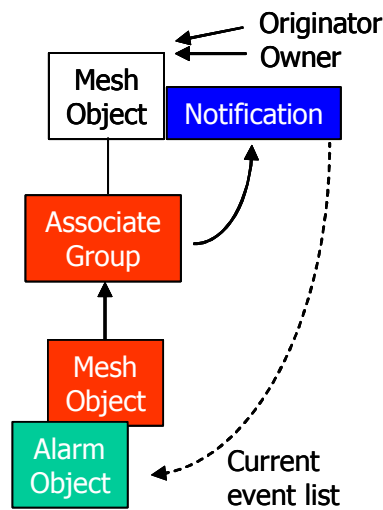 Originator
Owner
Mesh
Object
Notification
Associate
Group
Mesh
Object
Alarm
Object
Current
event list